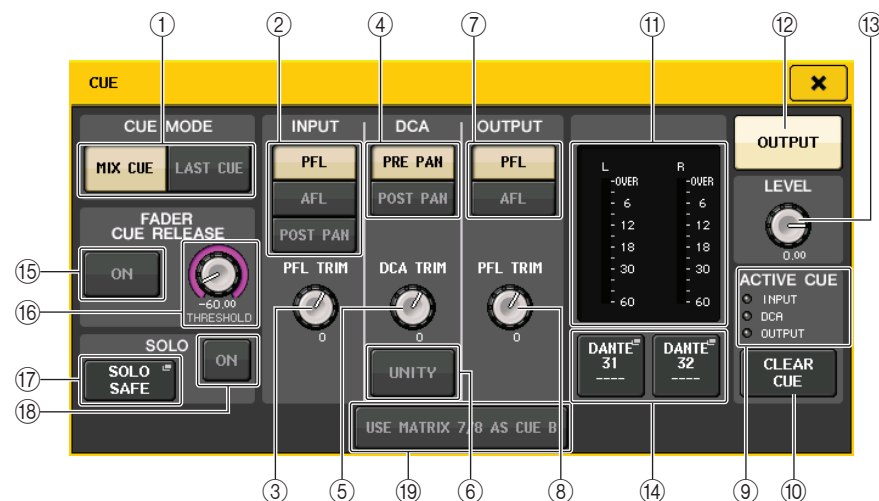 ① ② ④ ⑦ ⑪ ⑫ ⑬
CUE
CUE MODE
MIX CUE LAST CUE
FADER
CUE RELEASE
⑮
ON
-60.00
THRESHOLD
⑯
SOLO
⑰
SOLO
SAFE
ON
⑱
INPUT
PFL
AFL
POST PAN
PFL TRIM
0
DCA
PRE PAN
POST PAN
DCA TRIM
0
UNITY
OUTPUT
PFL
AFL
PFL TRIM
0
USE MATRIX 7/8 AS CUE B
L R
-OVER -OVER
6 6
12 12
18 18
30 30
60 60
DANTE
31
----
DANTE
32
----
OUTPUT
LEVEL
0.00
ACTIVE CUE
INPUT
DCA
OUTPUT
CLEAR
CUE
③ ⑤ ⑲ ⑥ ⑧ ⑭ ⑨ ⑩